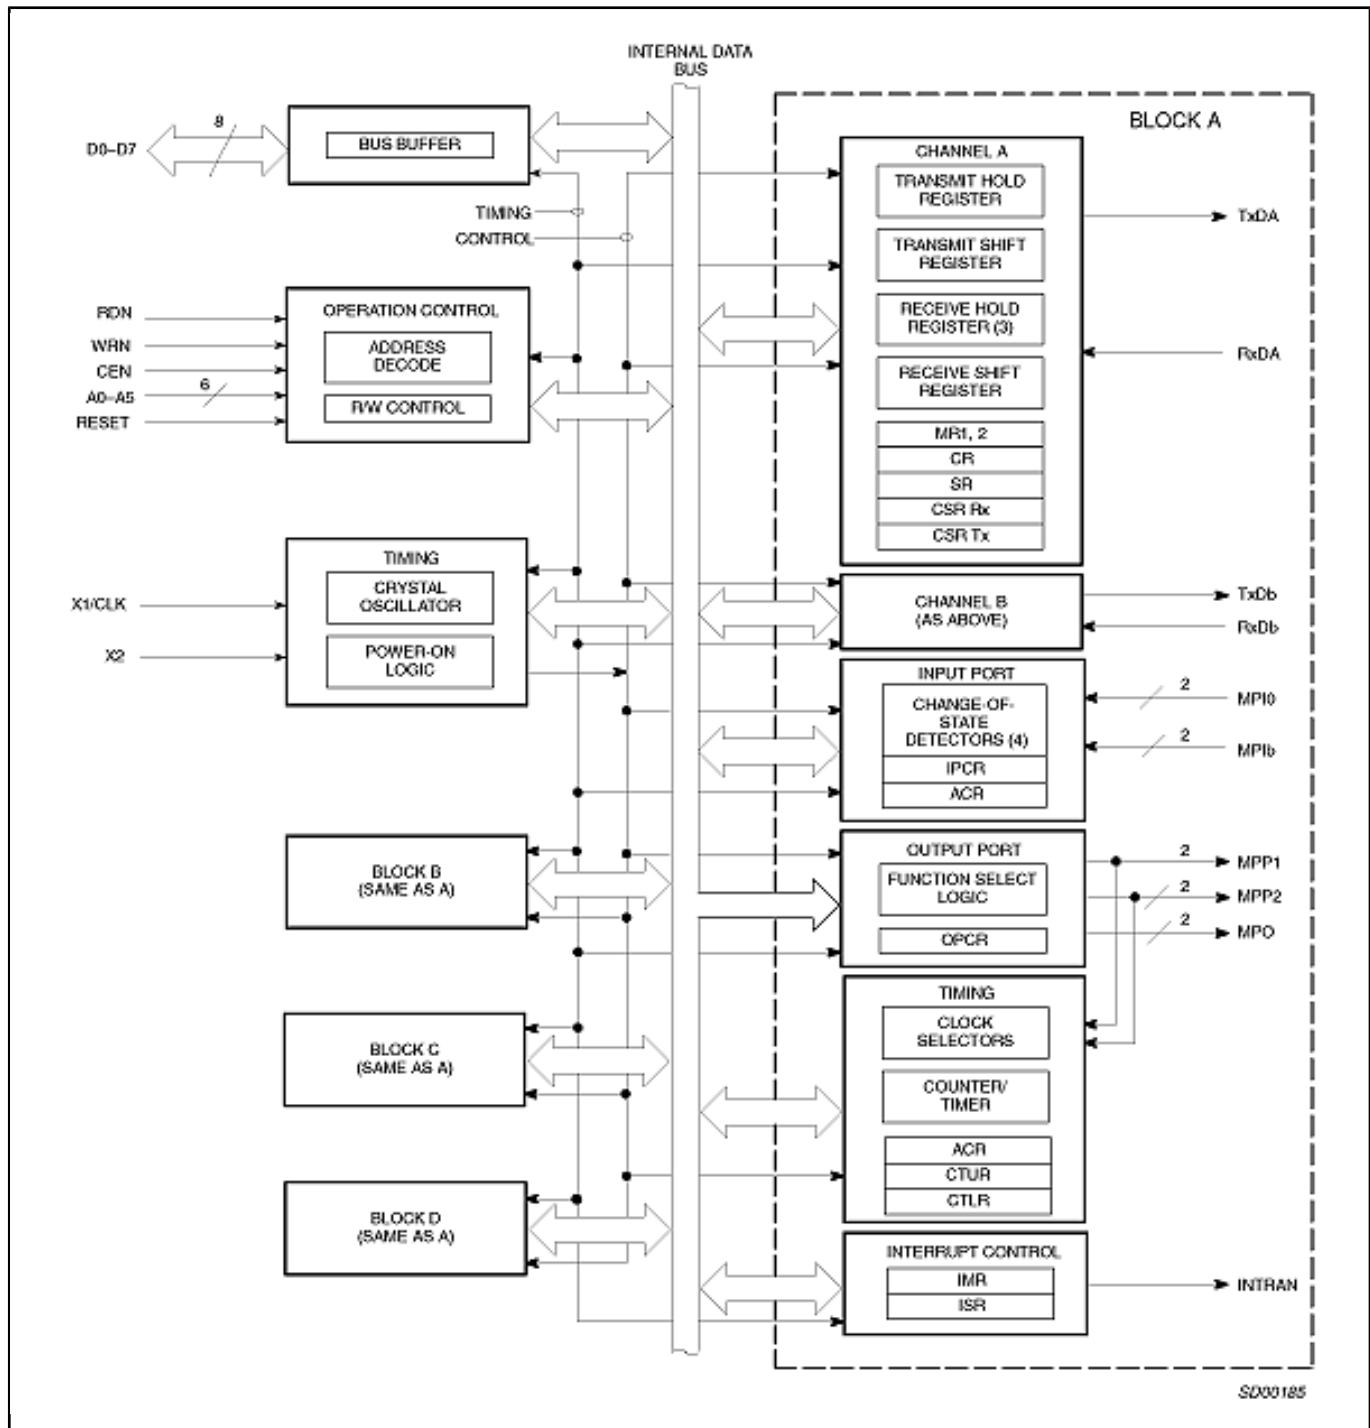 INTERNAL DATA
BUS
D0–D7
8
BUS BUFFER
TIMING
CONTROL
RDN
WRN
CEN
A0–A5
6
RESET
OPERATION CONTROL
ADDRESS
DECODE
R/W CONTROL
X1/CLK
X2
TIMING
CRYSTAL
OSCILLATOR
POWER-ON
LOGIC
BLOCK B
(SAME AS A)
BLOCK C
(SAME AS A)
BLOCK D
(SAME AS A)
BLOCK A
CHANNEL A
TRANSMIT HOLD
REGISTER
TRANSMIT SHIFT
REGISTER
RECEIVE HOLD
REGISTER (3)
RECEIVE SHIFT
REGISTER
MR1, 2
CR
SR
CSR Rx
CSR Tx
TxDA
RxDA
CHANNEL B
(AS ABOVE)
TxDb
RxDb
INPUT PORT
CHANGE-OF-
STATE
DETECTORS (4)
IPCR
ACR
2
MPI0
2
MPIb
OUTPUT PORT
FUNCTION SELECT
LOGIC
OPCR
2
MPP1
2
MPP2
2
MPO
TIMING
CLOCK
SELECTORS
COUNTER/
TIMER
ACR
CTUR
CTLR
INTERRUPT CONTROL
IMR
ISR
INTRAN
SD00185